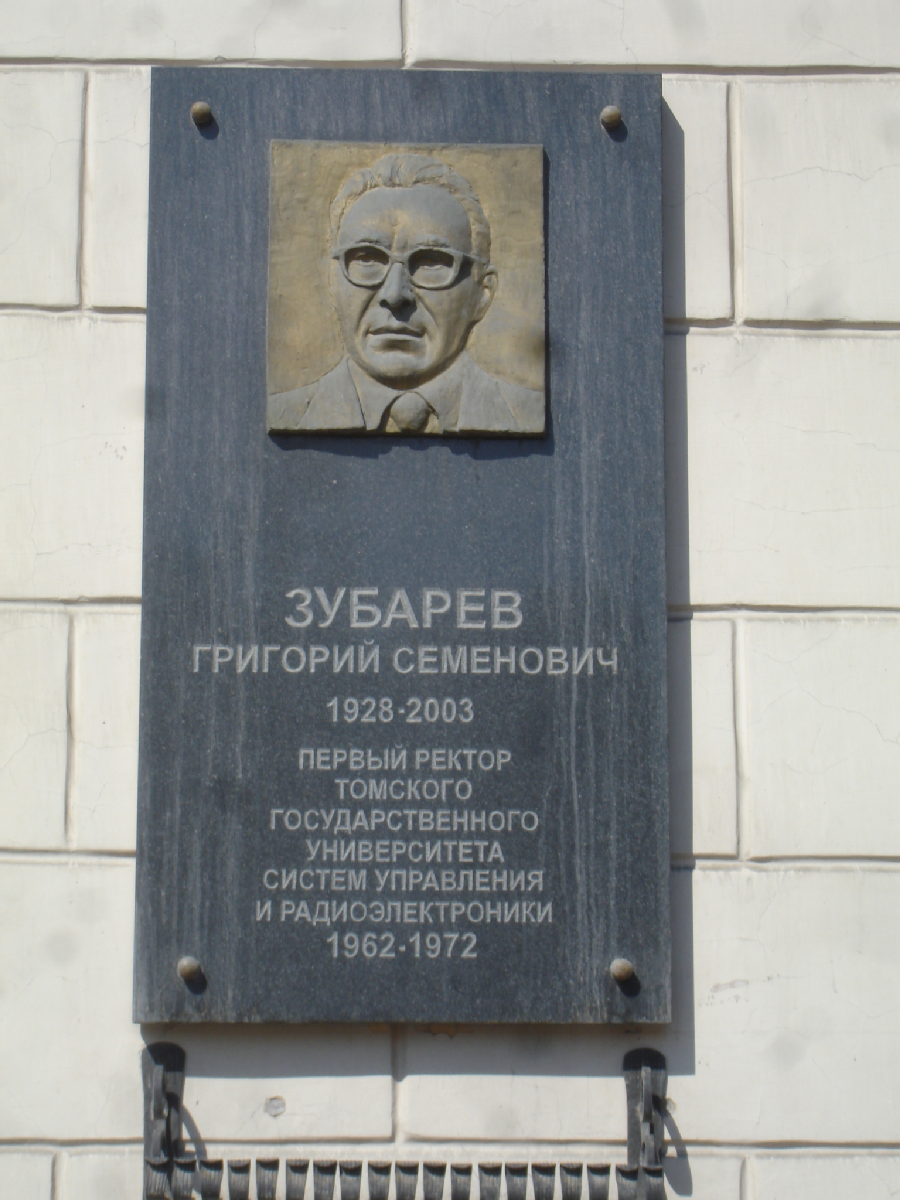 ЗУБАРЕВ
ГРИГОРИЙ СЕМЕНОВИЧ
1928-2003
ПЕРВЫЙ РЕКТОР
ТОМСКОГО
ГОСУДАРСТВЕННОГО
УНИВЕРСИТЕТА
СИСТЕМ УПРАВЛЕНИЯ
И РАДИОЭЛЕКТРОНИКИ
1962-1972